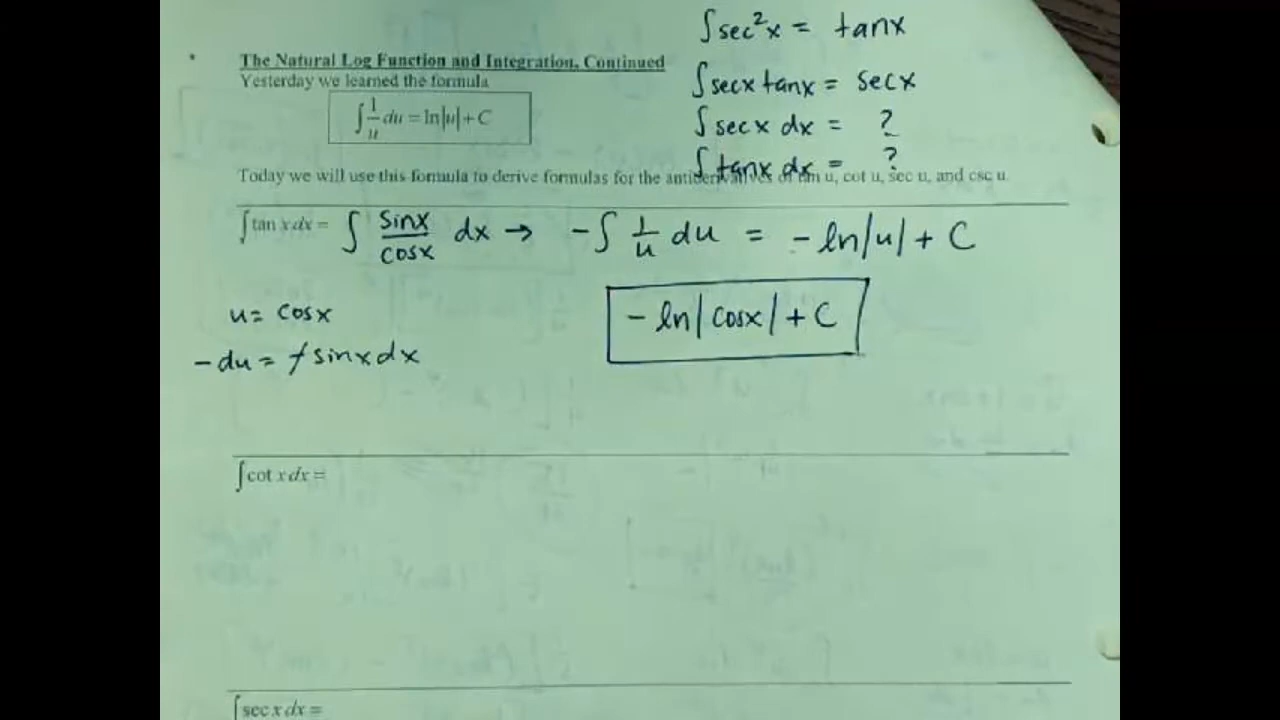 ∫sec²x = tanx
The Natural Log Function and Integration, Continued
Yesterday we learned the formula
∫secx tanx = secx
∫ 1/u du = ln|u| + C
∫secx dx = ?
∫tanx dx = ?
Today we will use this formula to derive formulas for the antiderivatives of tan u, cot u, sec u, and csc u.
∫tan x dx = ∫ sinx/cosx dx → -∫ 1/u du = -ln|u| + C
u = cosx
-ln|cosx| + C
-du = -sinx dx
∫cot x dx =
∫sec x dx =